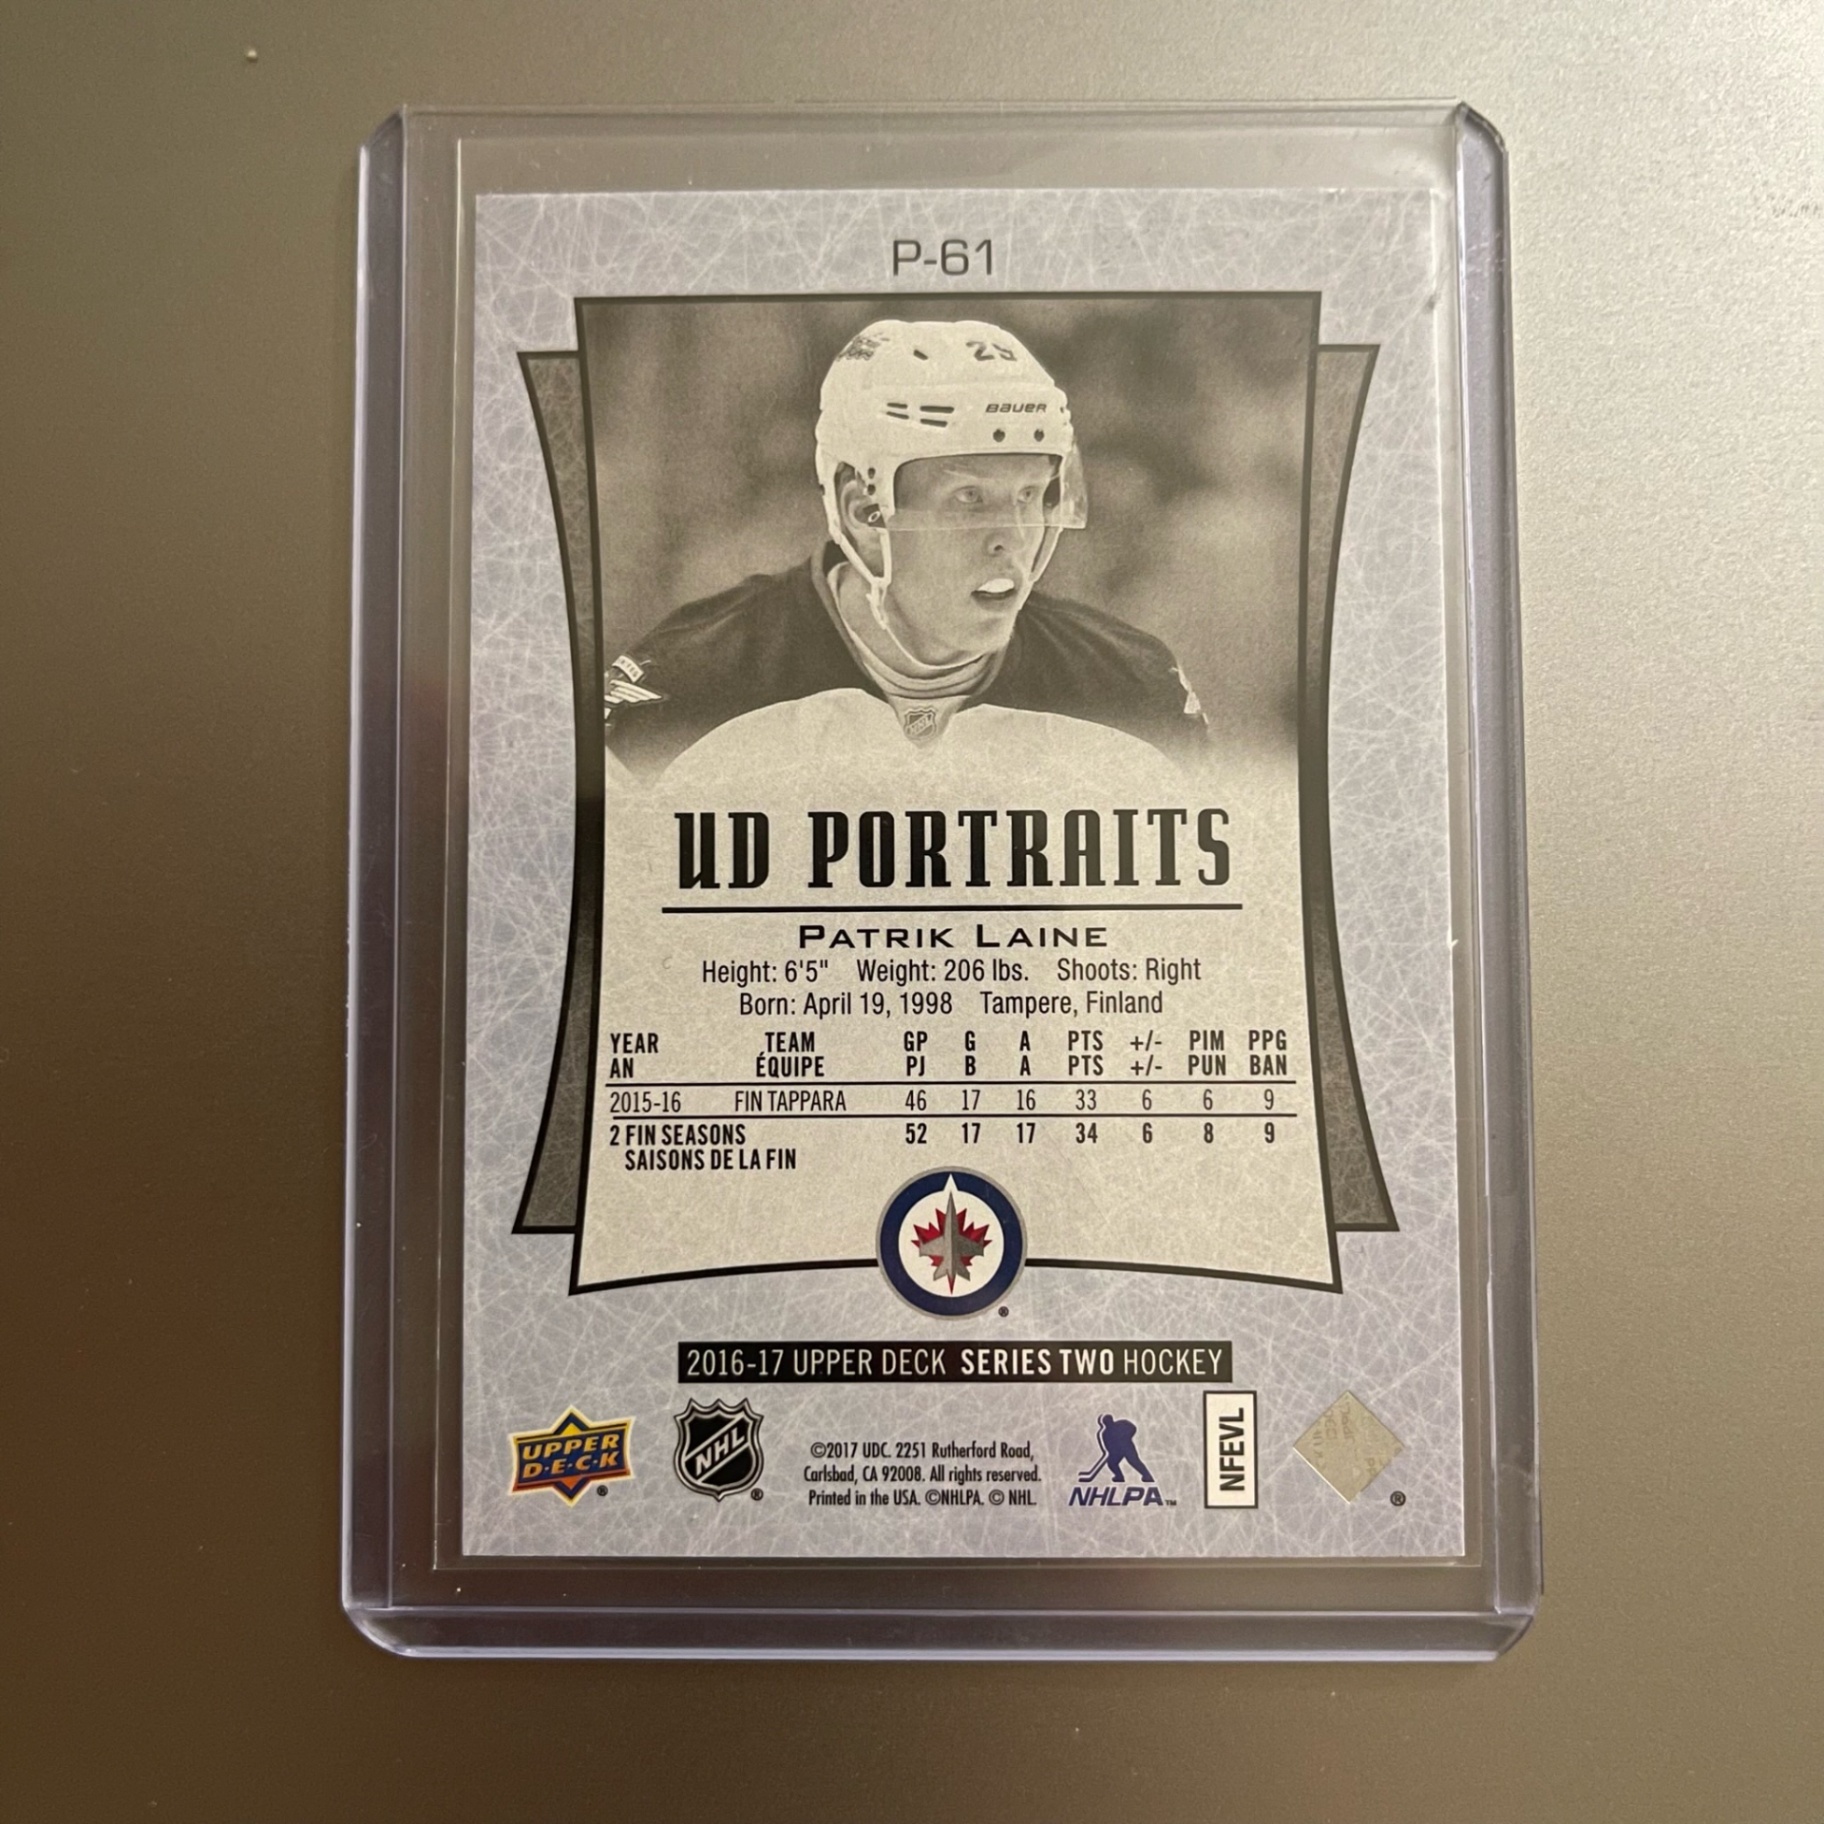 P-61
29
BAUER
NHL
UD PORTRAITS
PATRIK LAINE
Height: 6'5" Weight: 206 lbs. Shoots: Right
Born: April 19, 1998 Tampere, Finland
YEAR TEAM GP G A PTS +/- PIM PPG
AN ÉQUIPE PJ B A PTS +/- PUN BAN
2015-16 FIN TAPPARA 46 17 16 33 6 6 9
2 FIN SEASONS 52 17 17 34 6 8 9
SAISONS DE LA FIN
®
2016-17 UPPER DECK SERIES TWO HOCKEY
UPPER
D·E·C·K ®
NHL ®
©2017 UDC. 2251 Rutherford Road,
Carlsbad, CA 92008. All rights reserved.
Printed in the USA. ©NHLPA. © NHL.
NHLPA™
NFEVL
®